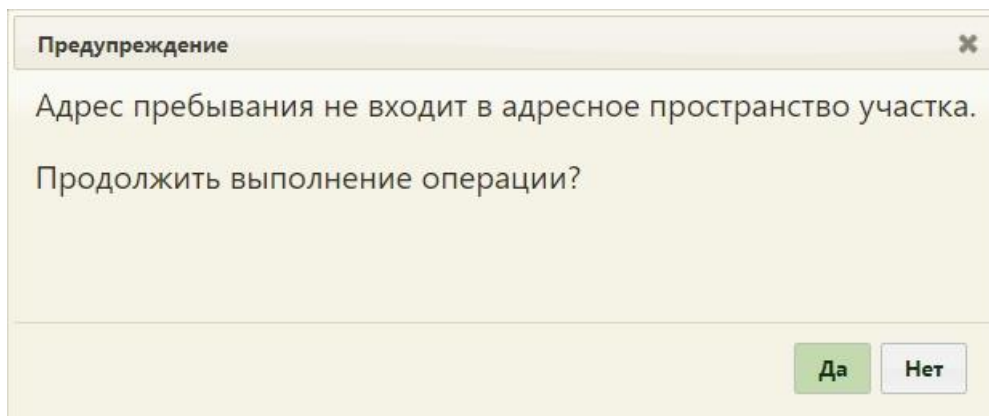 Предупреждение
Адрес пребывания не входит в адресное пространство участка.
Продолжить выполнение операции?
Да Нет